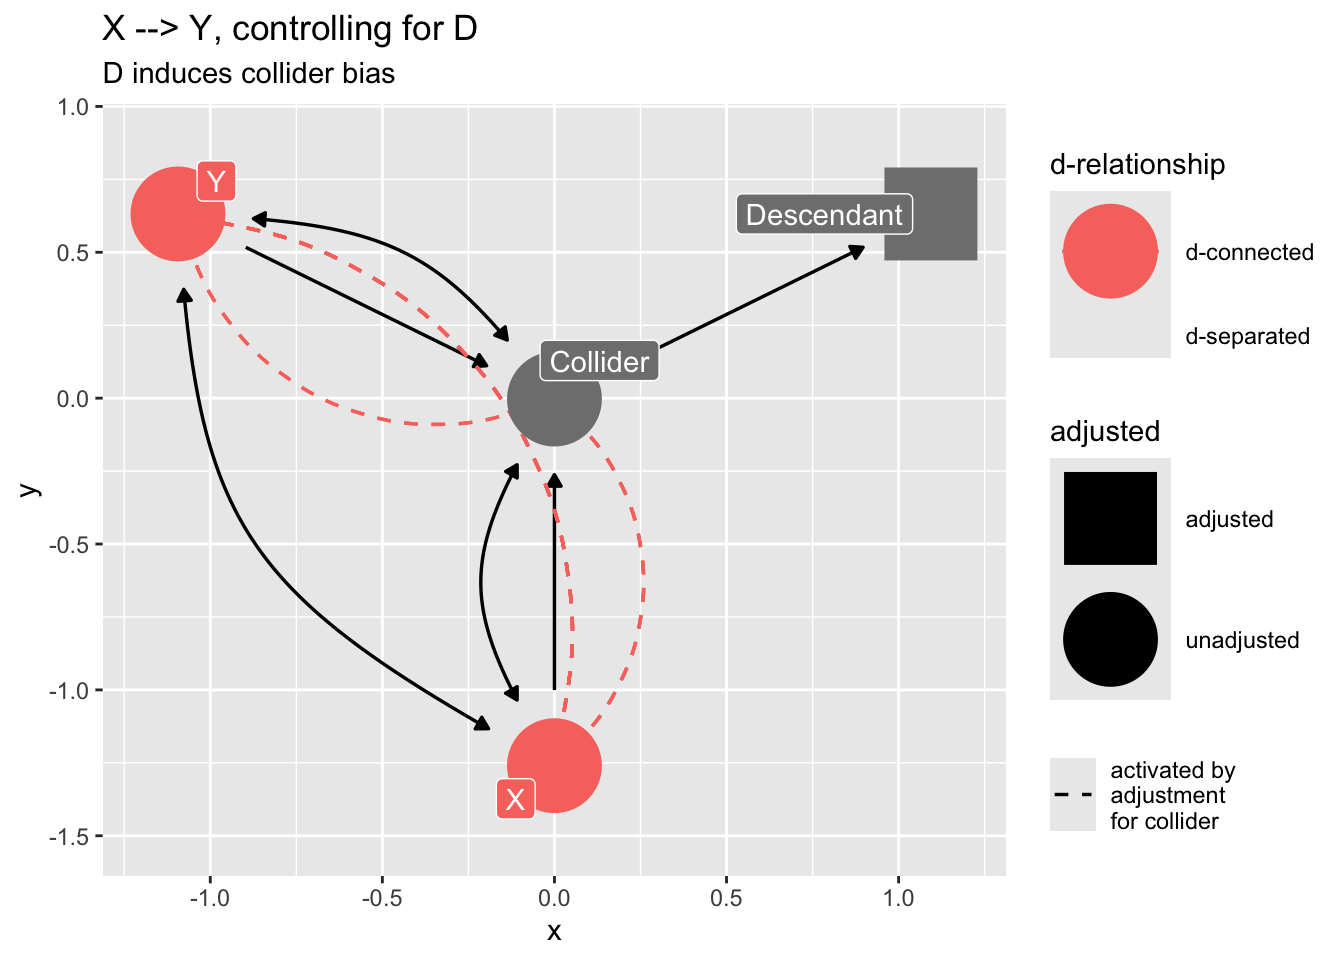 X --> Y, controlling for D
D induces collider bias
1.0
0.5
0.0
-0.5
-1.0
-1.5
y
Y
Descendant
Collider
X
-1.0
-0.5
0.0
0.5
1.0
x
d-relationship
d-connected
d-separated
adjusted
adjusted
unadjusted
activated by
adjustment
for collider